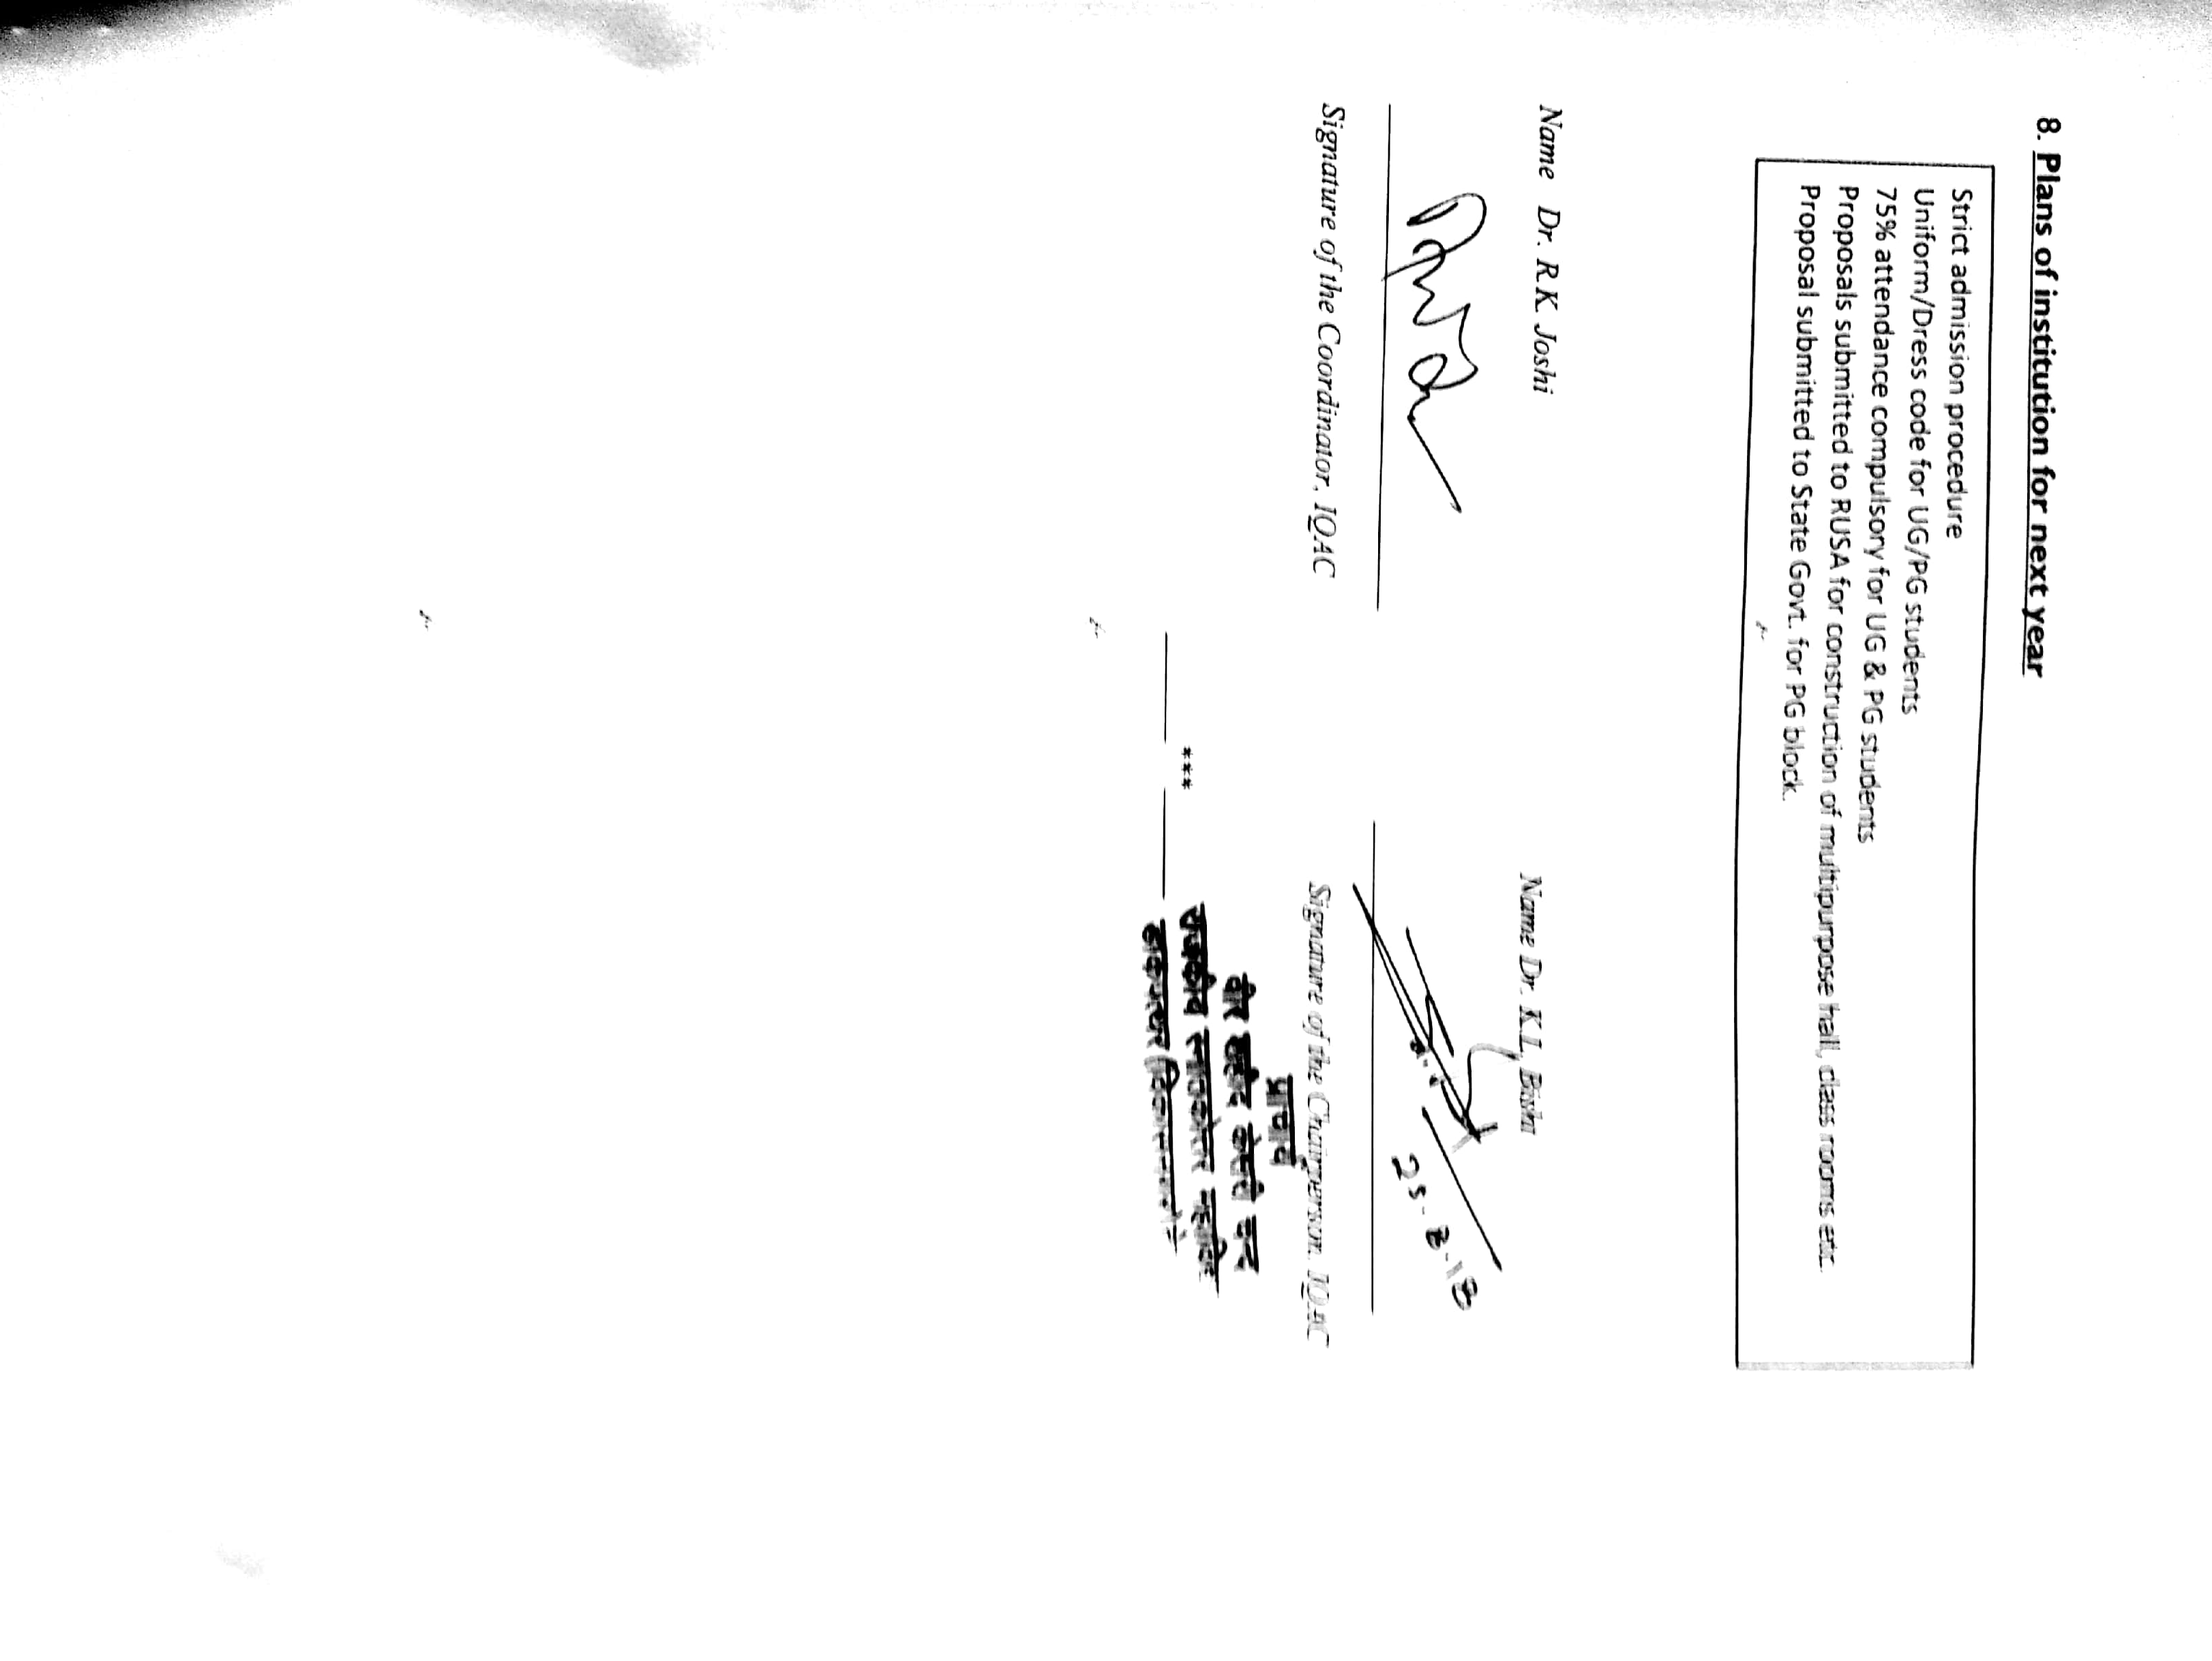 8. Plans of institution for next year
Strict admission procedure
Uniform/Dress code for UG/PG students
75% attendance compulsory for UG & PG students
Proposals submitted to RUSA for construction of multipurpose hall, class rooms etc.
Proposal submitted to State Govt. for PG block.
Name Dr. R.K Joshi
Name Dr. K.L. Bisht
25-8-18
Signature of the Coordinator, IQAC
Signature of the Chairperson, IQAC
***